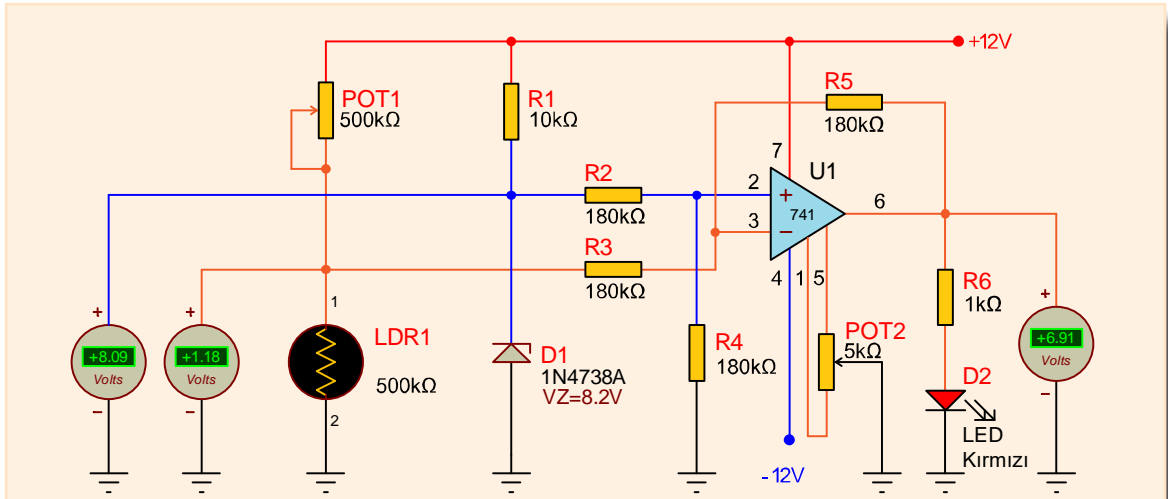 +12V
POT1
500kΩ
R1
10kΩ
R5
180kΩ
7
U1
R2
180kΩ
2
+
741
6
3
−
R3
180kΩ
4
1
5
R6
1kΩ
+
+8.09
Volts
−
+
+1.18
Volts
−
1
LDR1
500kΩ
2
D1
1N4738A
VZ=8.2V
R4
180kΩ
POT2
5kΩ
-12V
D2
LED
Kırmızı
+
+6.91
Volts
−